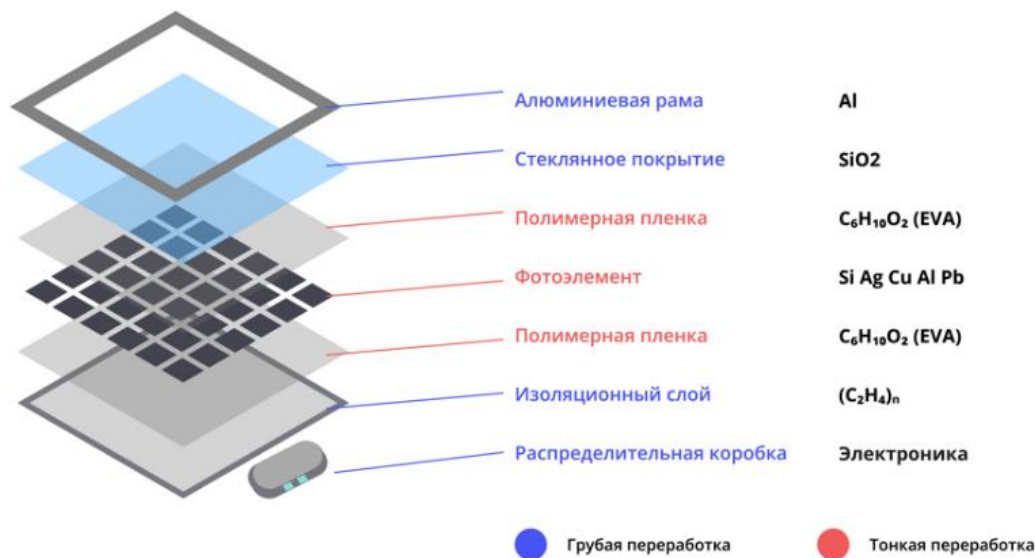 Алюминиевая рама Al
Стеклянное покрытие SiO2
Полимерная пленка C₆H₁₀O₂ (EVA)
Фотоэлемент Si Ag Cu Al Pb
Полимерная пленка C₆H₁₀O₂ (EVA)
Изоляционный слой (C₂H₄)ₙ
Распределительная коробка Электроника
Грубая переработка Тонкая переработка